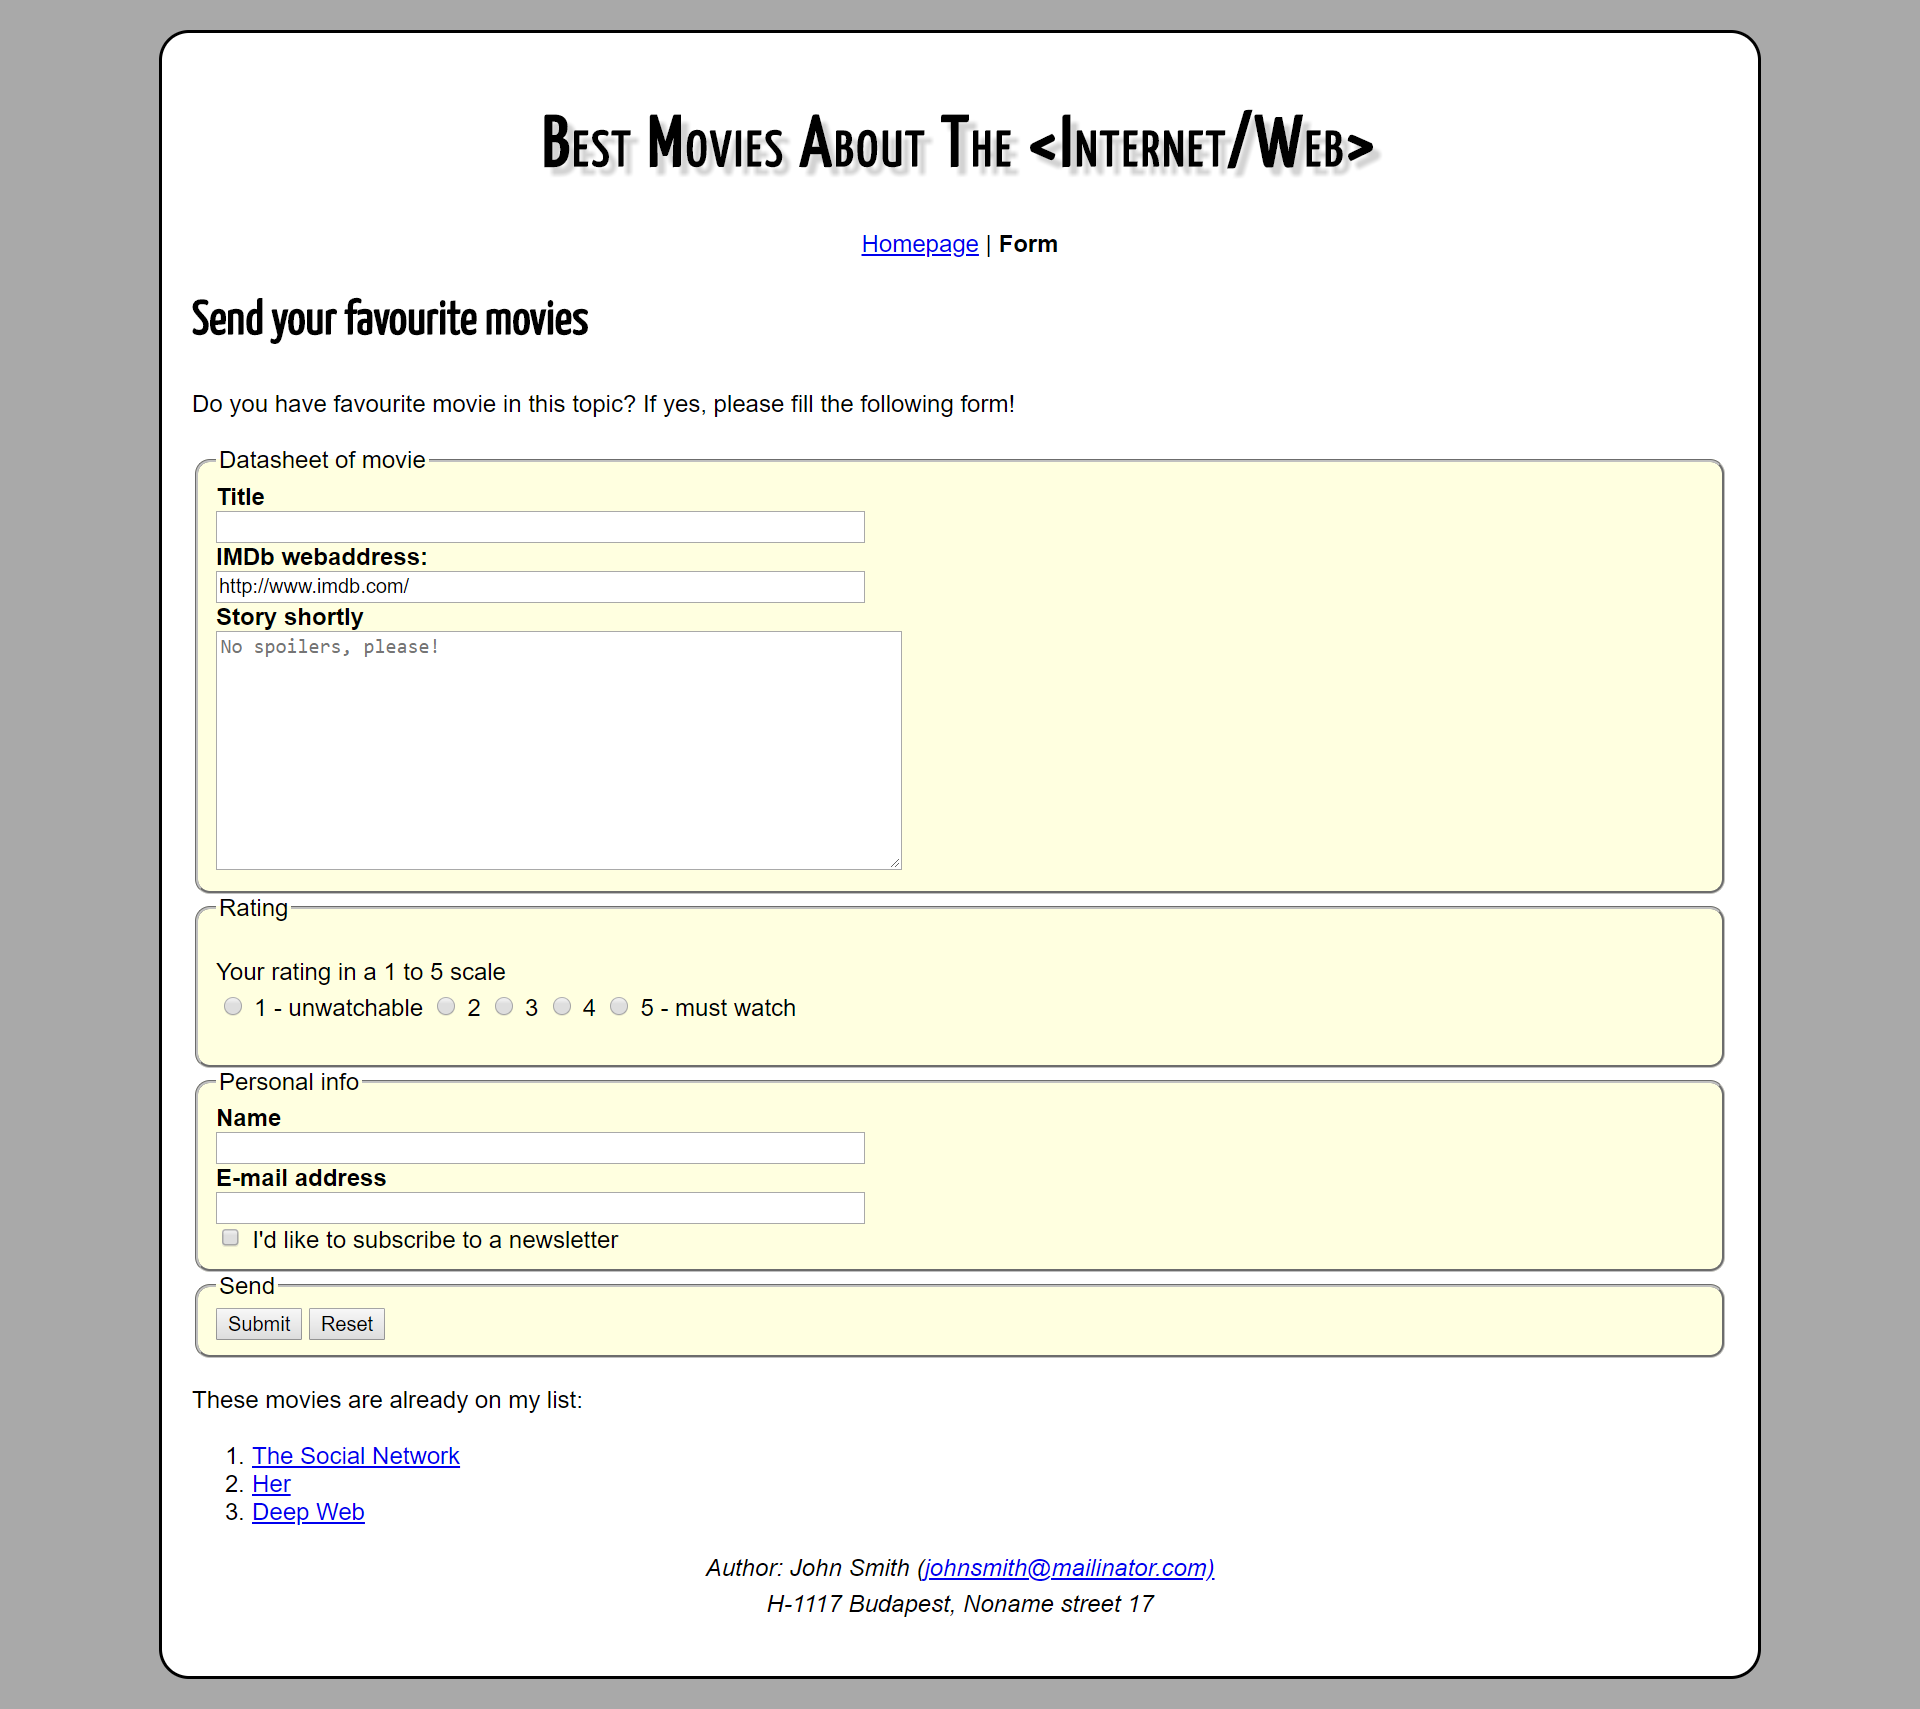 Best Movies About The <Internet/Web>
Homepage | Form
Send your favourite movies
Do you have favourite movie in this topic? If yes, please fill the following form!
Datasheet of movie
Title
IMDb webaddress:
http://www.imdb.com/
Story shortly
No spoilers, please!
Rating
Your rating in a 1 to 5 scale
1 - unwatchable 2 3 4 5 - must watch
Personal info
Name
E-mail address
I'd like to subscribe to a newsletter
Send
Submit Reset
These movies are already on my list:
1. The Social Network
2. Her
3. Deep Web
Author: John Smith (johnsmith@mailinator.com)
H-1117 Budapest, Noname street 17